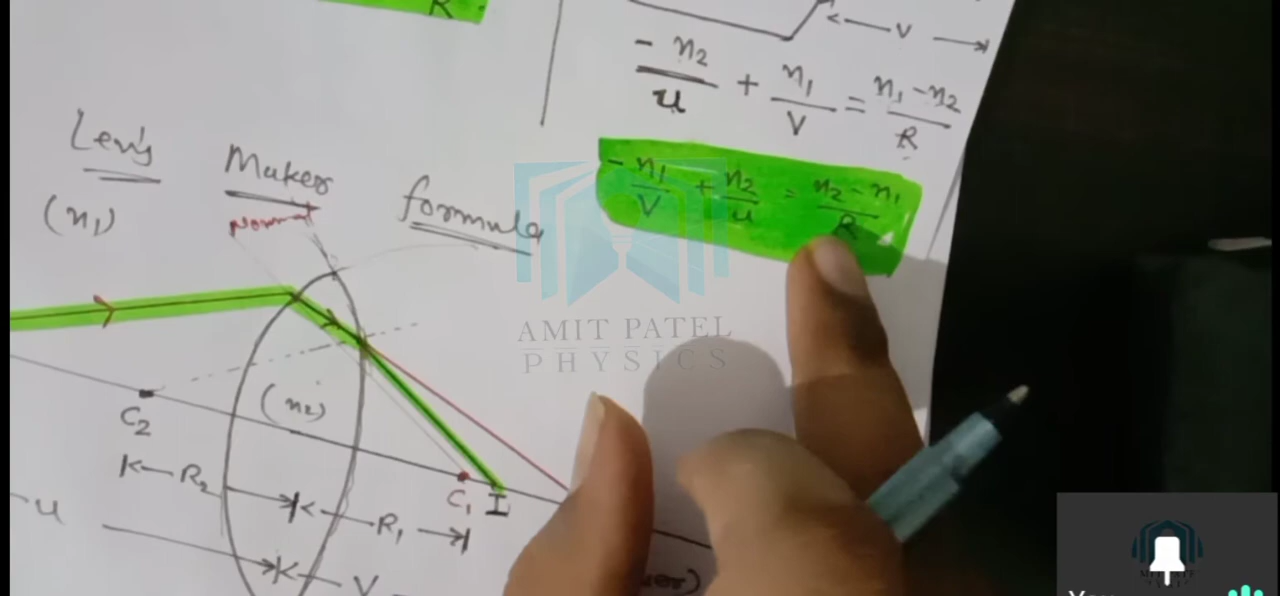 R
V
- n2/u + n1/V = n1-n2/R
- n1/V + n2/u = n2-n1/R
Len's Maker formula
(n1)
Normal
AMIT PATEL
PHYSICS
(n2)
C2
R2
C1 I
R1
u
V
You